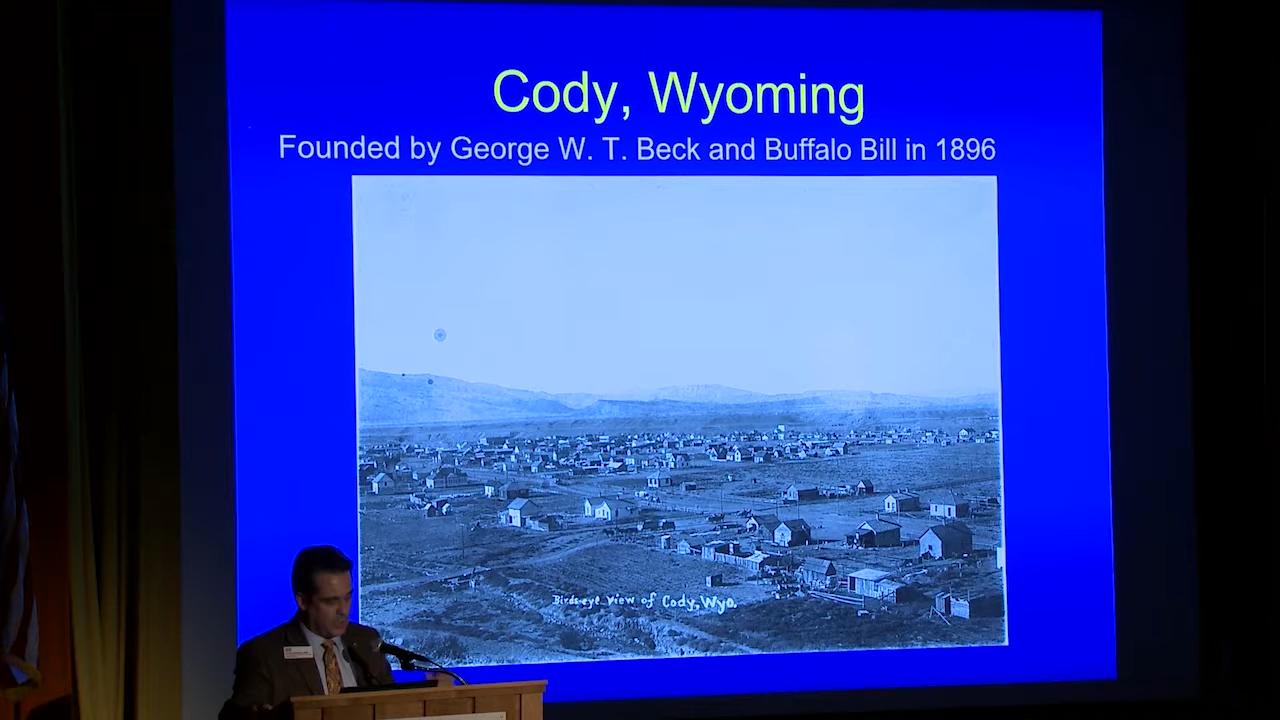 Cody, Wyoming
Founded by George W. T. Beck and Buffalo Bill in 1896
Birdseye View of Cody, Wyo.